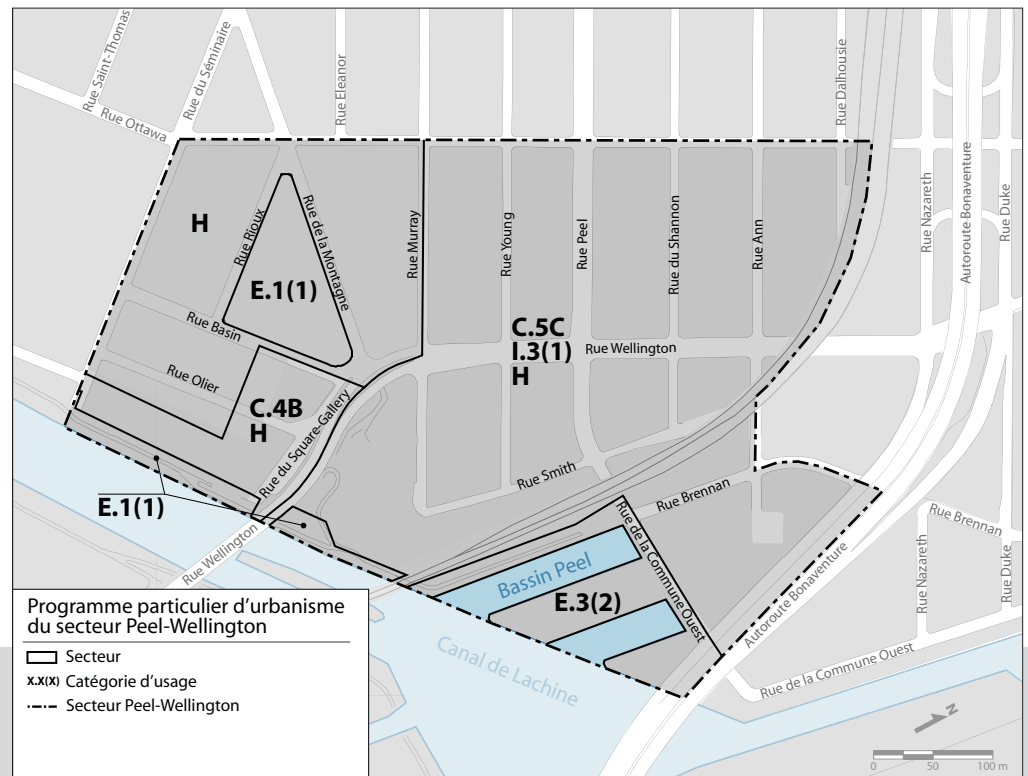 Rue Saint-Thomas
Rue du Séminaire
Rue Eleanor
Rue Dalhousie
Rue Ottawa
Rue Nazareth
Autoroute Bonaventure
Rue Duke
H
Rue Rioux
Rue de la Montagne
Rue Murray
Rue Young
Rue Peel
Rue du Shannon
Rue Ann
E.1(1)
Rue Basin
C.5C
I.3(1)
H
Rue Wellington
Rue Olier
C.4B
H
Rue du Square-Gallery
Rue Smith
Rue Brennan
E.1(1)
Rue Wellington
Rue de la Commune Ouest
Bassin Peel
E.3(2)
Autoroute Bonaventure
Rue Brennan
Rue Nazareth
Rue Duke
Canal de Lachine
Rue de la Commune Ouest
Programme particulier d'urbanisme
du secteur Peel-Wellington
Secteur
X.X(X) Catégorie d'usage
Secteur Peel-Wellington
N
0 50 100 m